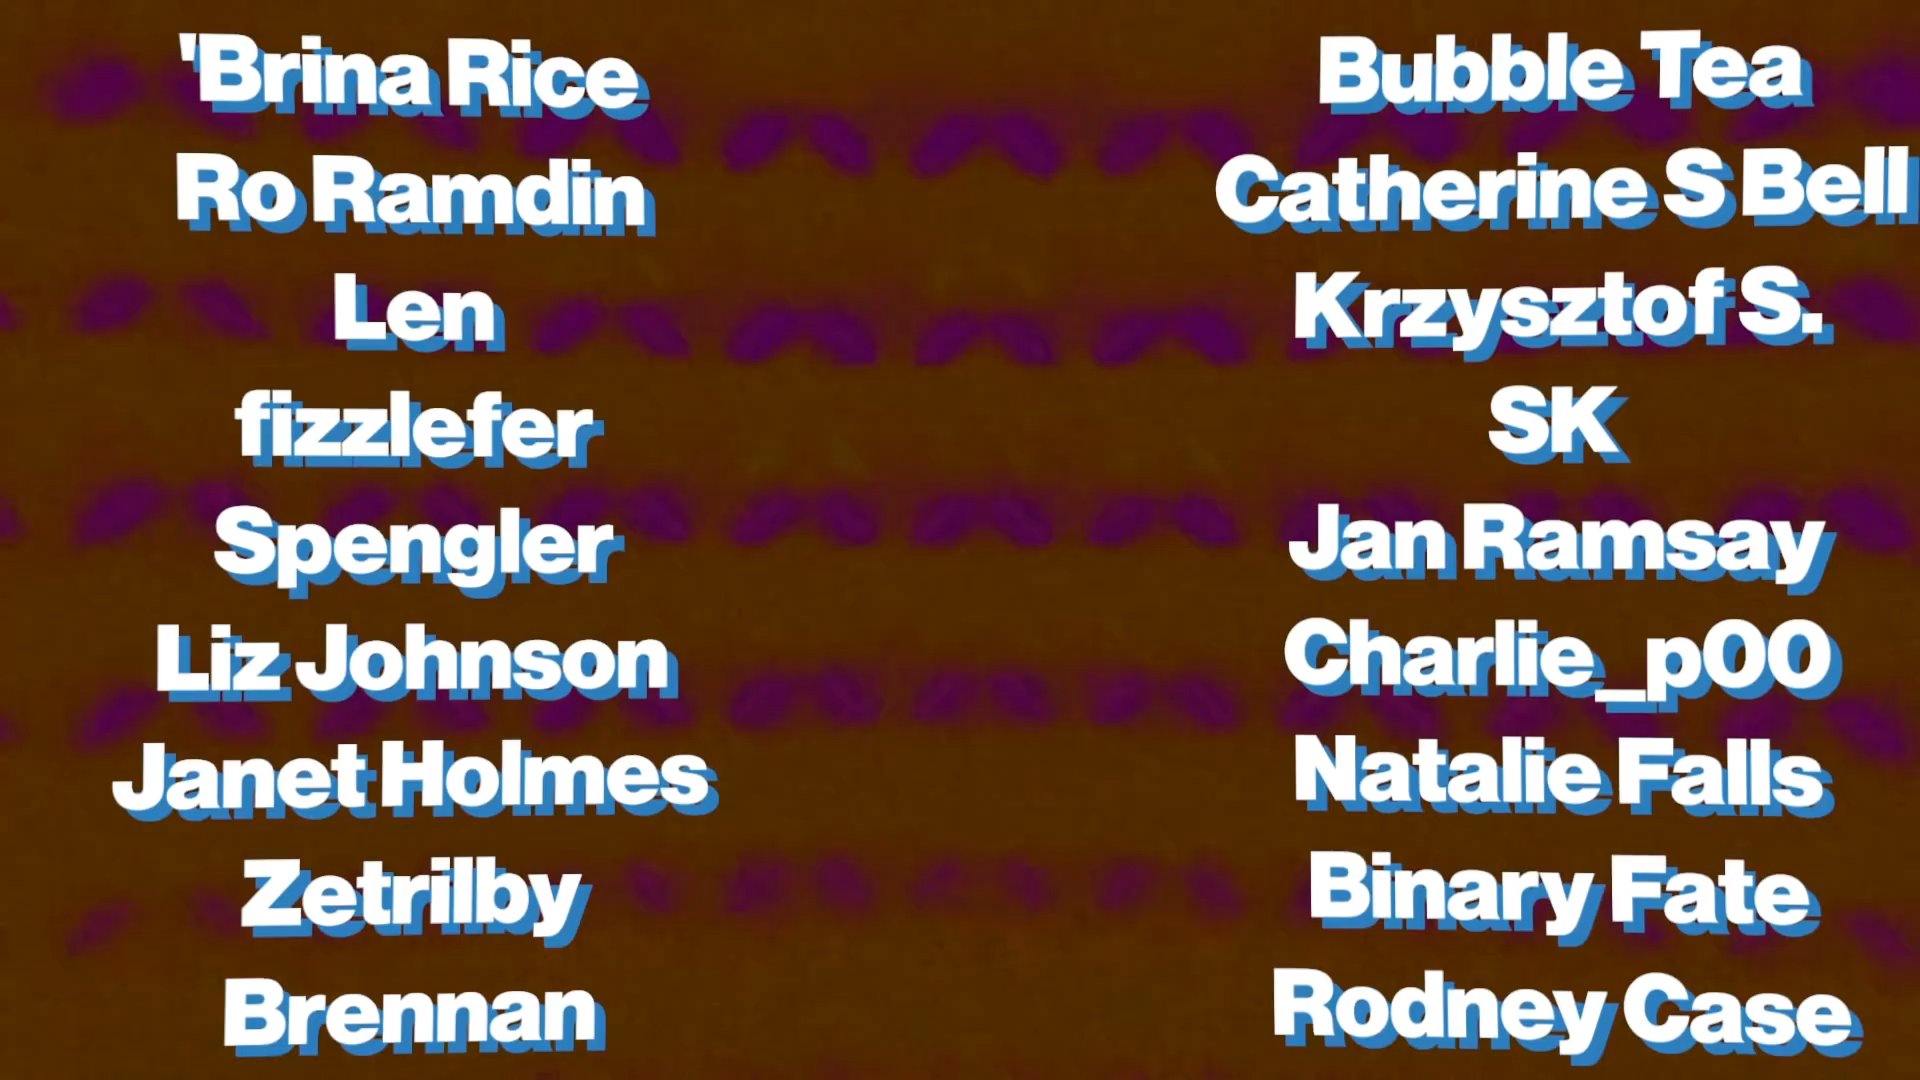 'Brina Rice
Ro Ramdin
Len
fizzlefer
Spengler
Liz Johnson
Janet Holmes
Zetrilby
Brennan
Bubble Tea
Catherine S Bell
Krzysztof S.
SK
Jan Ramsay
Charlie_p00
Natalie Falls
Binary Fate
Rodney Case